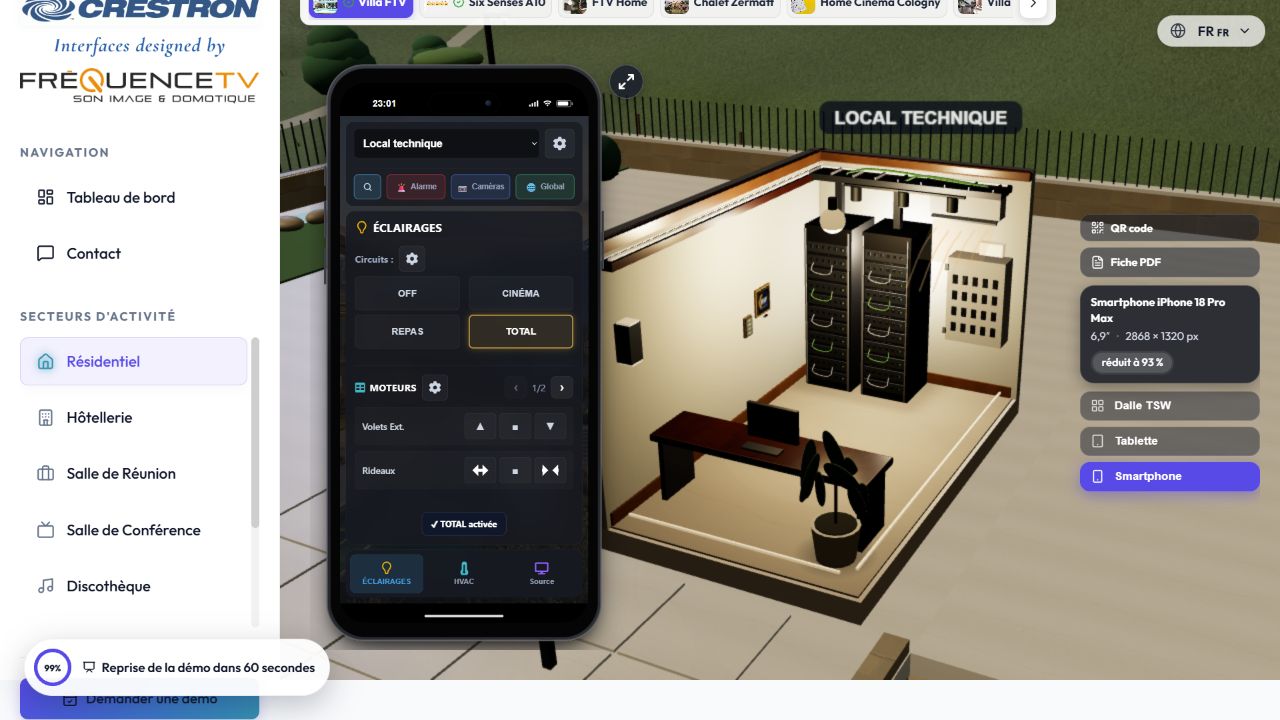 CRESTRON
Interfaces designed by
FRÉQUENCETV
SON IMAGE & DOMOTIQUE
NAVIGATION
Tableau de bord
Contact
SECTEURS D'ACTIVITÉ
Résidentiel
Hôtellerie
Salle de Réunion
Salle de Conférence
Discothèque
99%
Reprise de la démo dans 60 secondes
Demander une démo
Villa FTV
Six Senses A10
FTV Home
Chalet Zermatt
Home Cinéma Cologny
Villa
FR FR
23:01
Local technique
Alarme
Caméras
Global
ÉCLAIRAGES
Circuits :
OFF
CINÉMA
REPAS
TOTAL
MOTEURS
1/2
Volets Ext.
Rideaux
✓ TOTAL activée
ÉCLAIRAGES
HVAC
Source
LOCAL TECHNIQUE
QR code
Fiche PDF
Smartphone iPhone 18 Pro
Max
6,9″ · 2868 × 1320 px
réduit à 93 %
Dalle TSW
Tablette
Smartphone